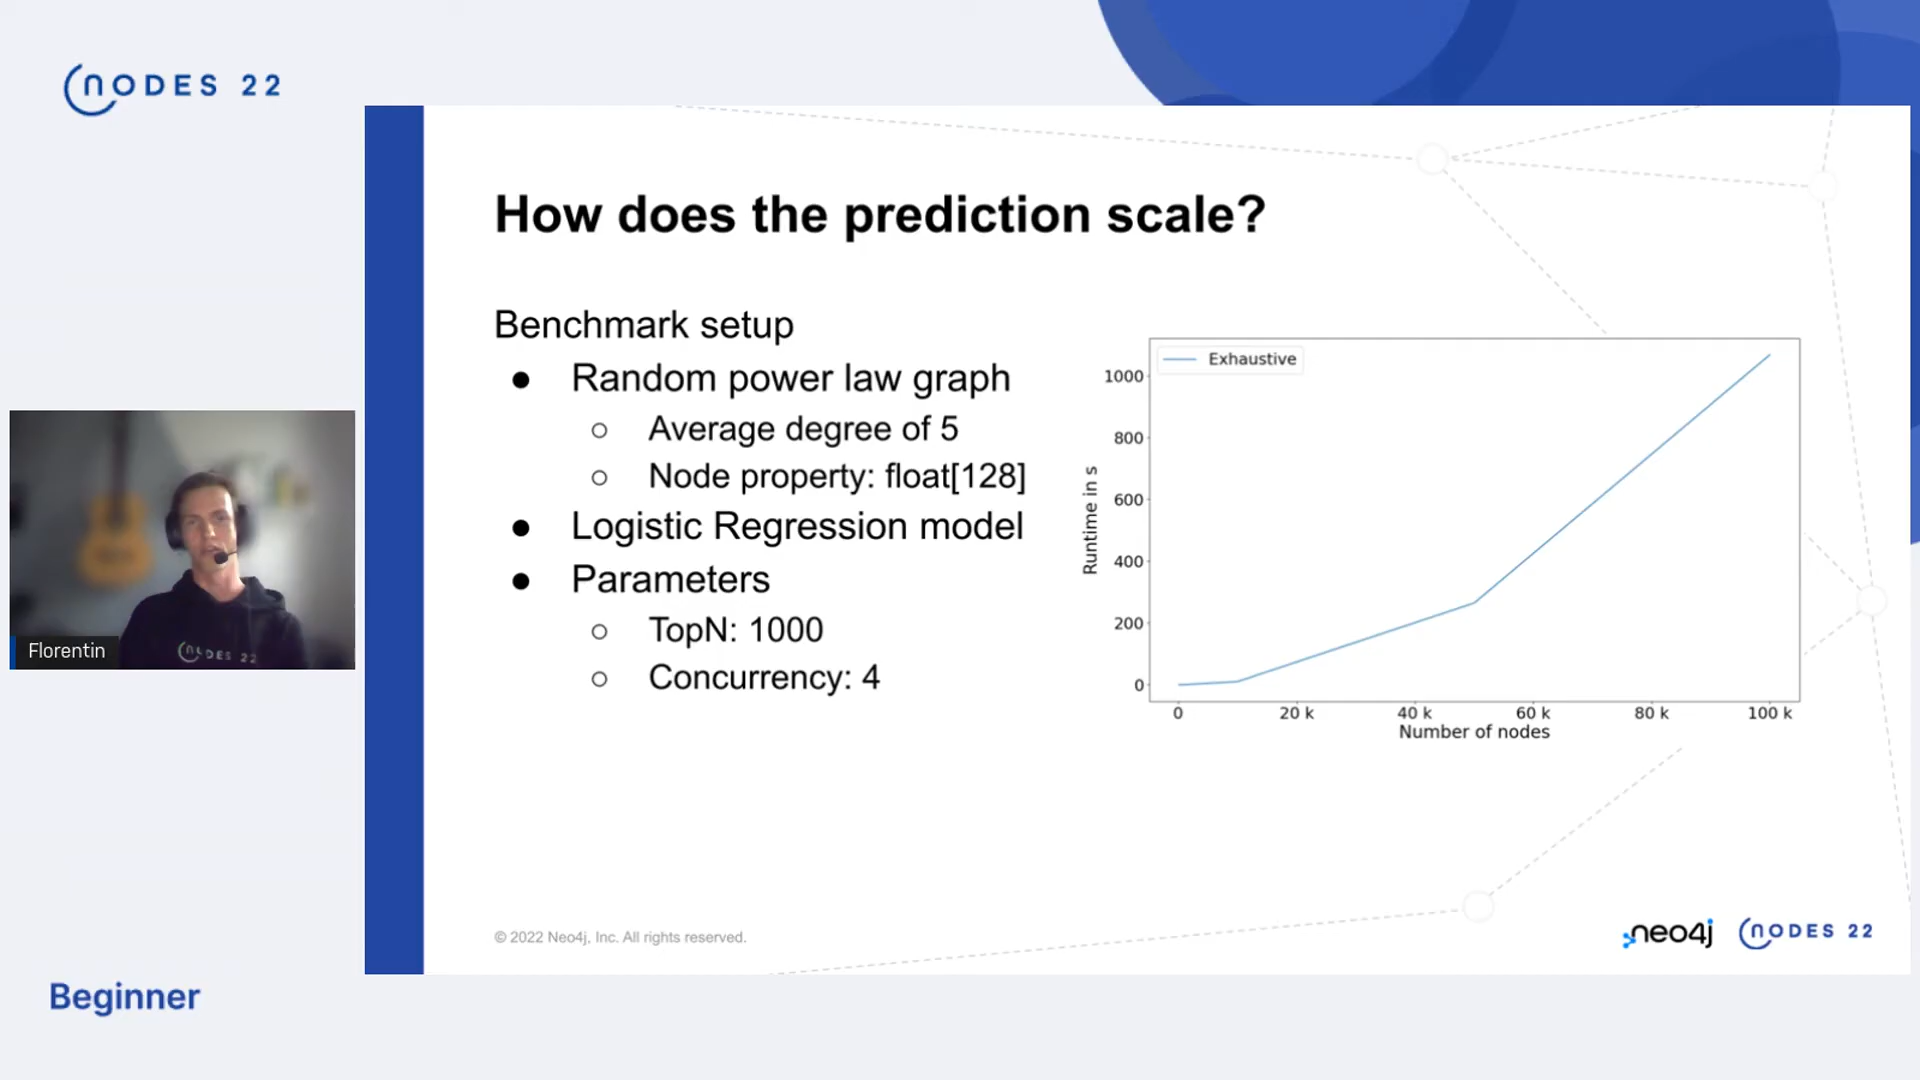 NODES 22
How does the prediction scale?
Benchmark setup
● Random power law graph
○ Average degree of 5
○ Node property: float[128]
● Logistic Regression model
● Parameters
○ TopN: 1000
○ Concurrency: 4
Exhaustive
1000
800
600
400
200
0
Runtime in s
0 20 k 40 k 60 k 80 k 100 k
Number of nodes
Florentin
NODES 22
© 2022 Neo4j, Inc. All rights reserved.
neo4j NODES 22
Beginner